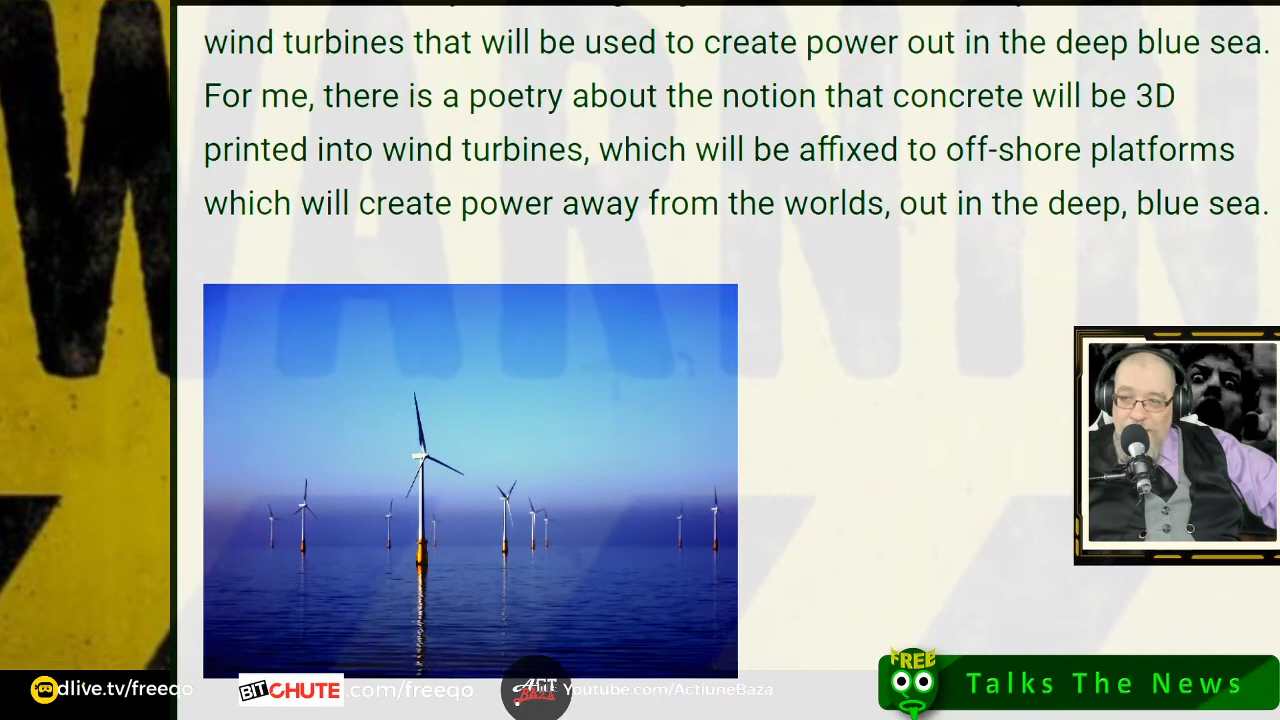 wind turbines that will be used to create power out in the deep blue sea.
For me, there is a poetry about the notion that concrete will be 3D
printed into wind turbines, which will be affixed to off-shore platforms
which will create power away from the worlds, out in the deep, blue sea.
WARNIN
FREE
Talks The News
dlive.tv/freeqo
BITCHUTE.com/freeqo
ACT
BAZA
Youtube.com/ActiuneBaza